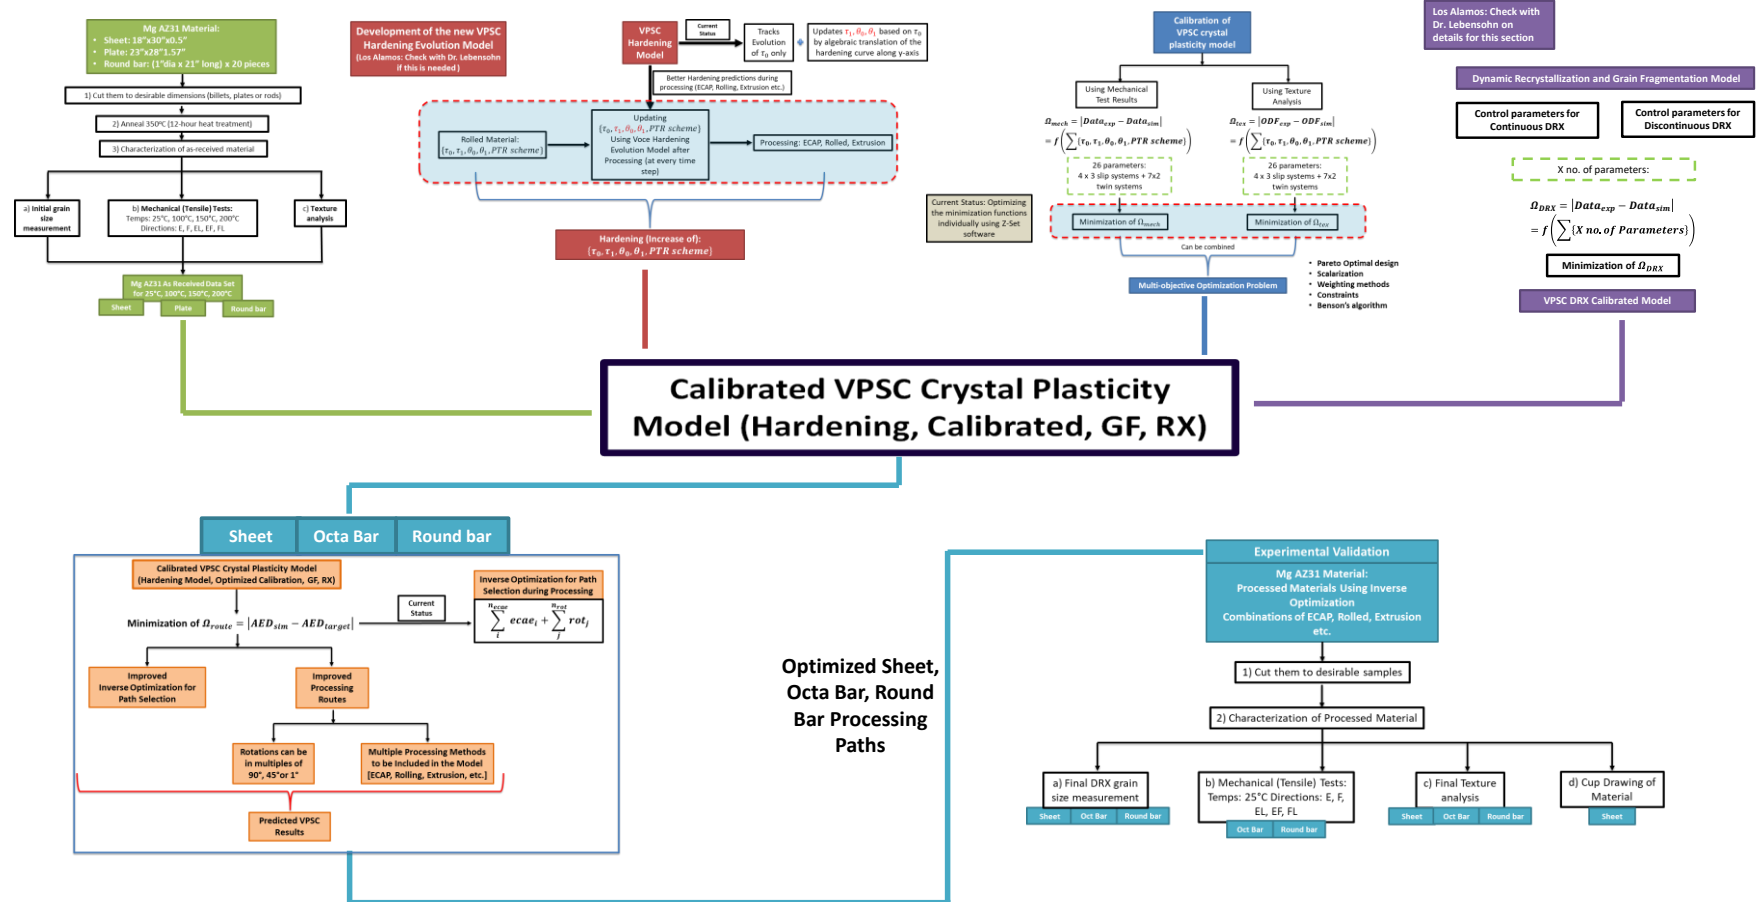 Mg AZ31 Material:
• Sheet: 18"x30"x0.5"
• Plate: 23"x28"1.57"
• Round bar: (1"dia x 21" long) x 20 pieces
1) Cut them to desirable dimensions (billets, plates or rods)
2) Anneal 350°C (12-hour heat treatment)
3) Characterization of as-received material
a) Initial grain
size
measurement
b) Mechanical (Tensile) Tests:
Temps: 25°C, 100°C, 150°C, 200°C
Directions: E, F, EL, EF, FL
c) Texture
analysis
Mg AZ31 As Received Data Set
for 25°C, 100°C, 150°C, 200°C
Sheet
Plate
Round bar
Development of the new VPSC
Hardening Evolution Model
(Los Alamos: Check with Dr. Lebensohn
if this is needed )
VPSC
Hardening
Model
Current
Status
Tracks
Evolution
of τ₀ only
Updates τ₁, θ₀, θ₁ based on τ₀
by algebraic translation of the
hardening curve along y-axis
Better Hardening predictions during
processing (ECAP, Rolling, Extrusion etc.)
Rolled Material:
{τ₀, τ₁, θ₀, θ₁, PTR scheme}
Updating
{τ₀, τ₁, θ₀, θ₁, PTR scheme}
Using Voce Hardening
Evolution Model after
Processing (at every time
step)
Processing: ECAP, Rolled, Extrusion
Hardening (Increase of):
{τ₀, τ₁, θ₀, θ₁, PTR scheme}
Calibration of
VPSC crystal
plasticity model
Using Mechanical
Test Results
Using Texture
Analysis
Ω_mech = |Data_exp − Data_sim|
= f(∑{τ₀, τ₁, θ₀, θ₁, PTR scheme})
Ω_tex = |ODF_exp − ODF_sim|
= f(∑{τ₀, τ₁, θ₀, θ₁, PTR scheme})
26 parameters:
4 x 3 slip systems + 7x2
twin systems
26 parameters:
4 x 3 slip systems + 7x2
twin systems
Current Status: Optimizing
the minimization functions
individually using Z-Set
software
Minimization of Ω_mech
Minimization of Ω_tex
Can be combined
Multi-objective Optimization Problem
• Pareto Optimal design
• Scalarization
• Weighting methods
• Constraints
• Benson's algorithm
Los Alamos: Check with
Dr. Lebensohn on
details for this section
Dynamic Recrystallization and Grain Fragmentation Model
Control parameters for
Continuous DRX
Control parameters for
Discontinuous DRX
X no. of parameters:
Ω_DRX = |Data_exp − Data_sim|
= f(∑{X no. of Parameters})
Minimization of Ω_DRX
VPSC DRX Calibrated Model
Calibrated VPSC Crystal Plasticity
Model (Hardening, Calibrated, GF, RX)
Sheet
Octa Bar
Round bar
Calibrated VPSC Crystal Plasticity Model
(Hardening Model, Optimized Calibration, GF, RX)
Minimization of Ω_route = |AED_sim − AED_target|
Current
Status
Inverse Optimization for Path
Selection during Processing
∑_i^{n_ecae} ecae_i + ∑_j^{n_rot} rot_j
Improved
Inverse Optimization for
Path Selection
Improved
Processing
Routes
Rotations can be
in multiples of
90°, 45°or 1°
Multiple Processing Methods
to be Included in the Model
[ECAP, Rolling, Extrusion, etc.]
Predicted VPSC
Results
Optimized Sheet,
Octa Bar, Round
Bar Processing
Paths
Experimental Validation
Mg AZ31 Material:
Processed Materials Using Inverse
Optimization
Combinations of ECAP, Rolled, Extrusion
etc.
1) Cut them to desirable samples
2) Characterization of Processed Material
a) Final DRX grain
size measurement
Sheet
Oct Bar
Round bar
b) Mechanical (Tensile) Tests:
Temps: 25°C Directions: E, F,
EL, EF, FL
Oct Bar
Round bar
c) Final Texture
analysis
Sheet
Oct Bar
Round bar
d) Cup Drawing of
Material
Sheet